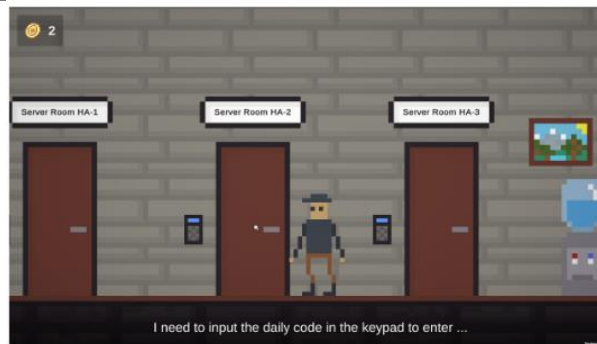 2
Server Room HA-1
Server Room HA-2
Server Room HA-3
I need to input the daily code in the keypad to enter ...